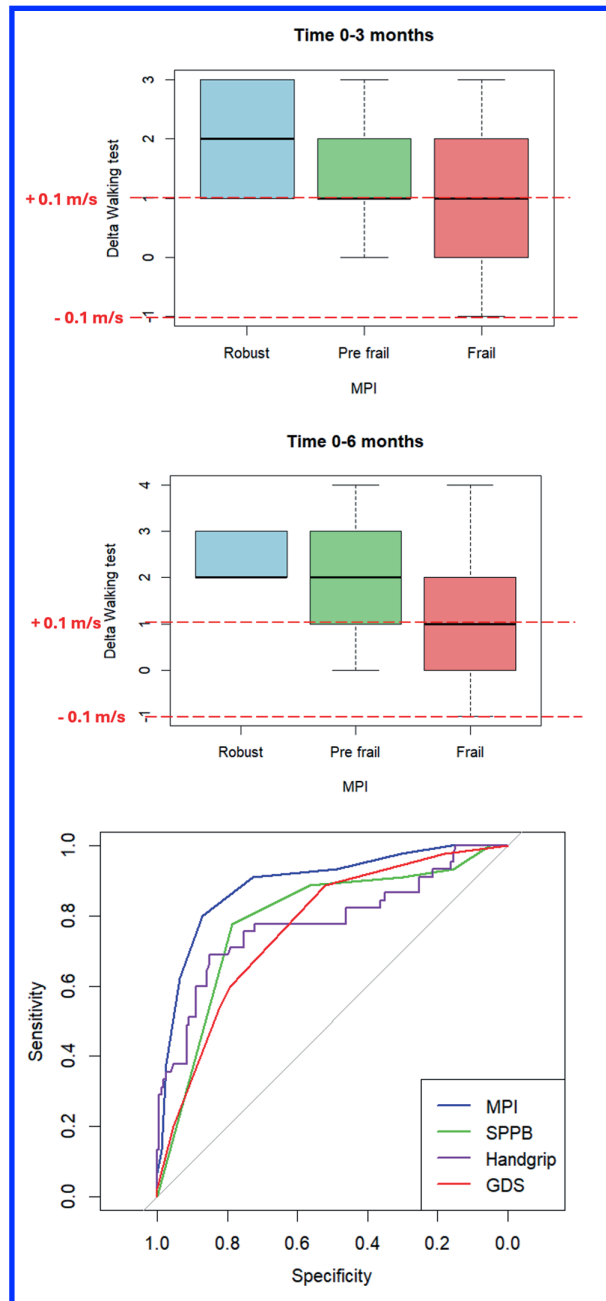 Time 0-3 months
Delta Walking test
3
2
1
0
-1
+ 0.1 m/s
- 0.1 m/s
Robust
Pre frail
Frail
MPI
Time 0-6 months
Delta Walking test
4
3
2
1
0
-1
+ 0.1 m/s
- 0.1 m/s
Robust
Pre frail
Frail
MPI
Sensitivity
1.0
0.8
0.6
0.4
0.2
0.0
MPI
SPPB
Handgrip
GDS
1.0
0.8
0.6
0.4
0.2
0.0
Specificity